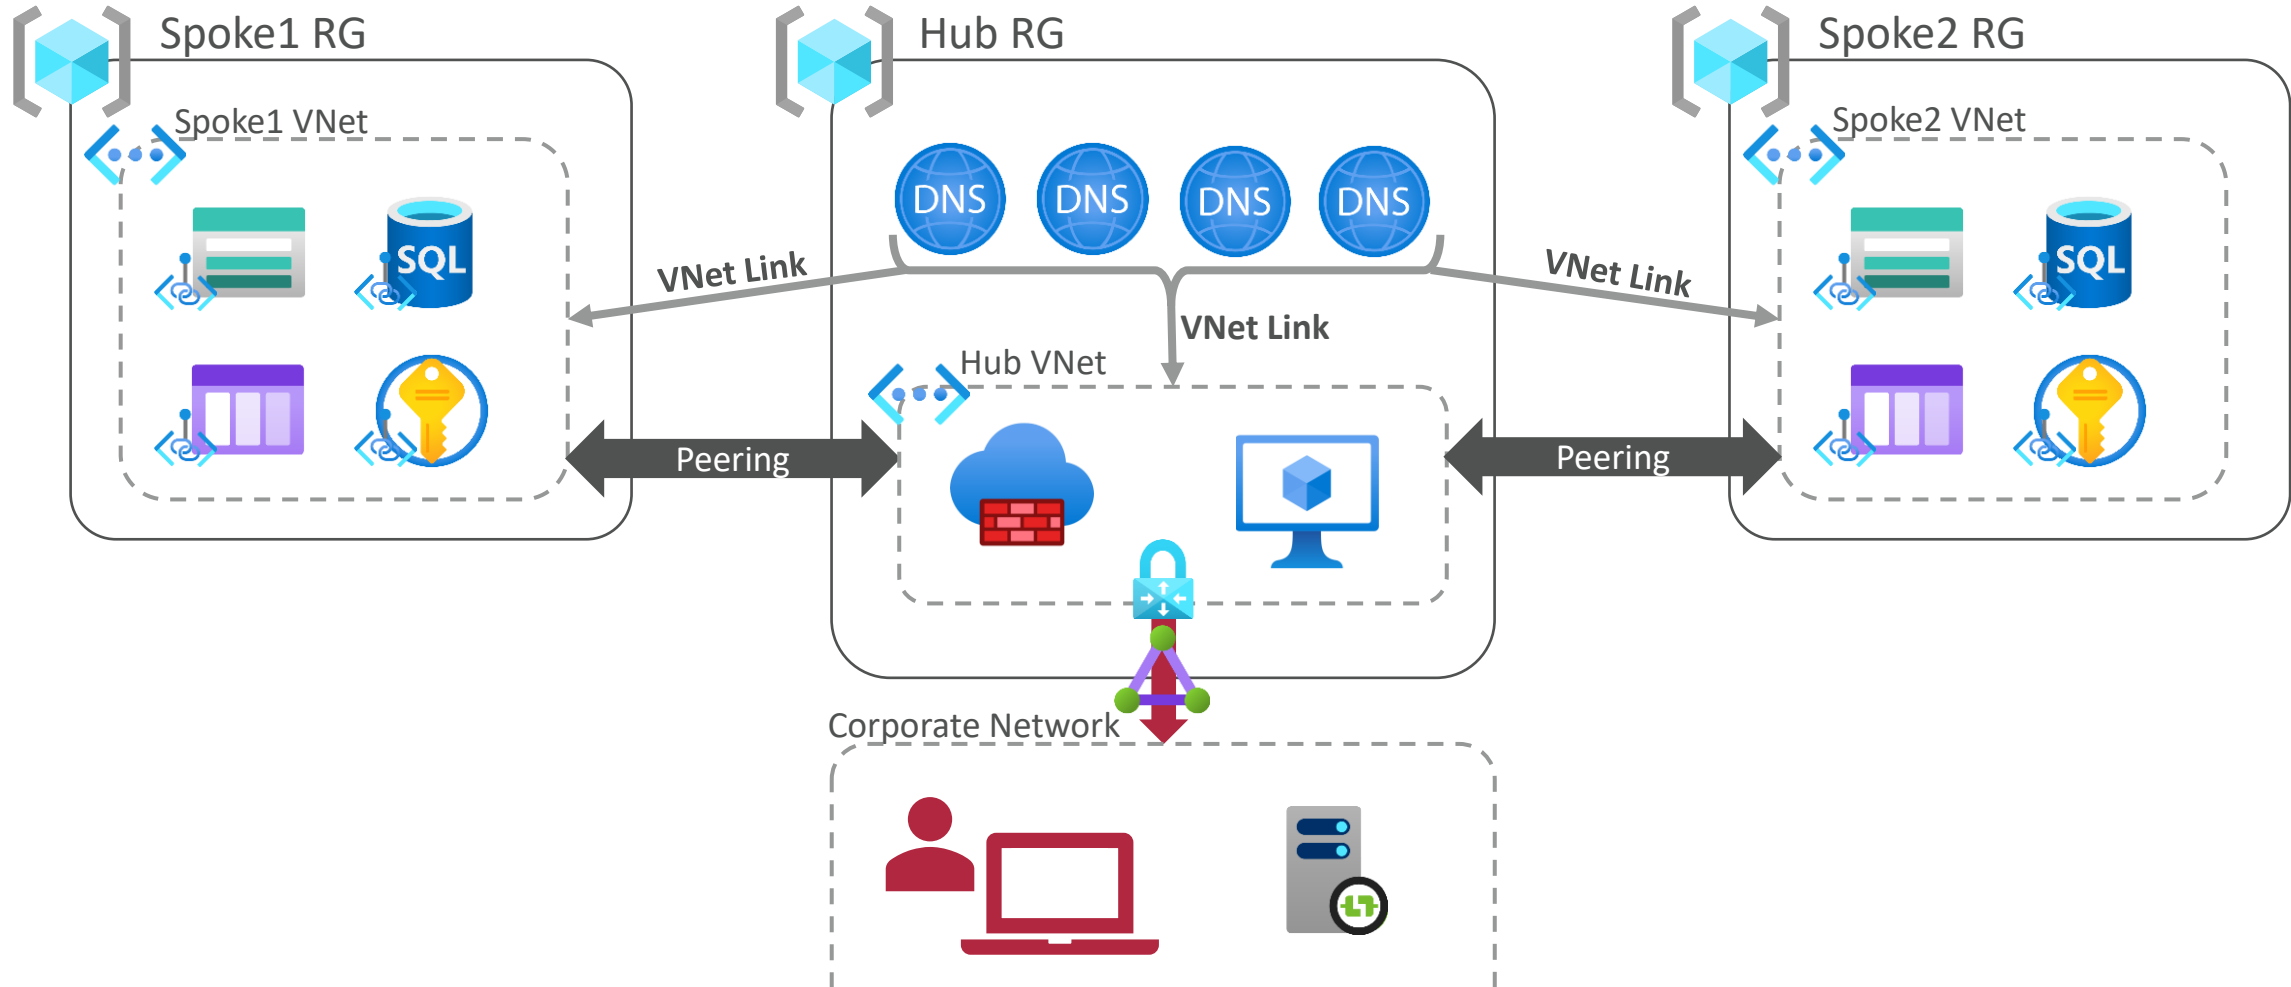 Spoke1 RG
Hub RG
Spoke2 RG
Spoke1 VNet
Spoke2 VNet
DNS
DNS
DNS
DNS
SQL
SQL
VNet Link
VNet Link
VNet Link
Hub VNet
Peering
Peering
Corporate Network